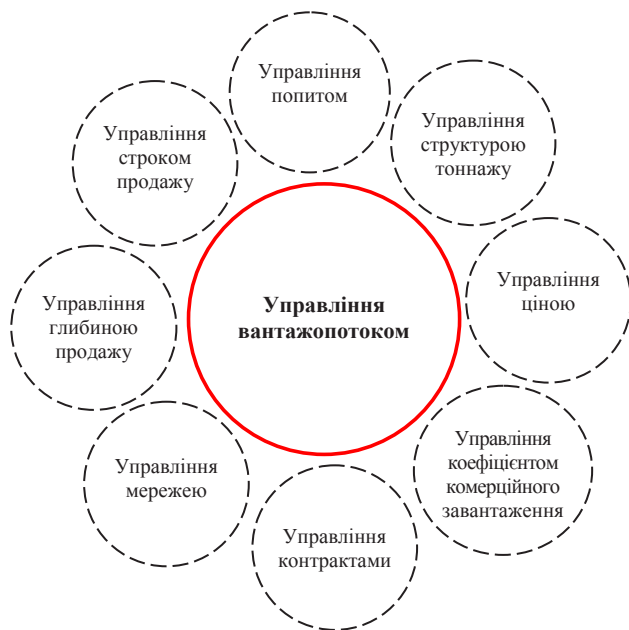 Управління
попитом
Управління
структурою
тоннажу
Управління
ціною
Управління
коефіцієнтом
комерційного
завантаження
Управління
контрактами
Управління
мережею
Управління
глибиною
продажу
Управління
строком
продажу
Управління
вантажопотоком